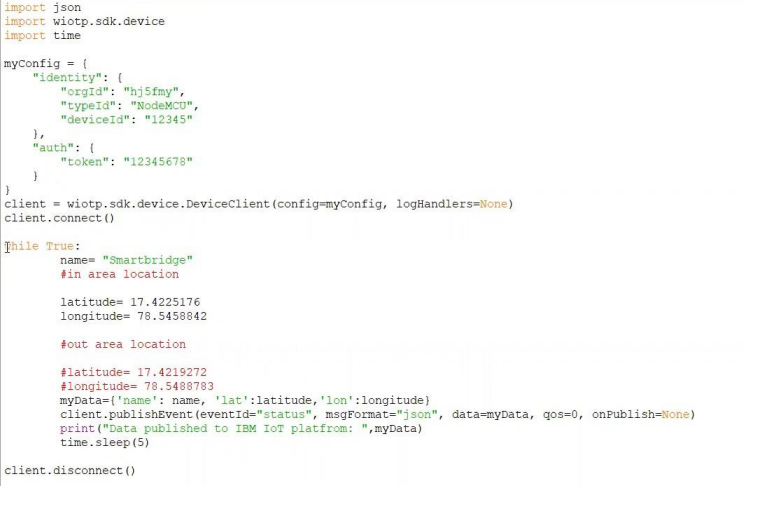 import json
import wiotp.sdk.device
import time
myConfig = {
    "identity": {
        "orgId": "hj5fmy",
        "typeId": "NodeMCU",
        "deviceId": "12345"
    },
    "auth": {
        "token": "12345678"
    }
}
client = wiotp.sdk.device.DeviceClient(config=myConfig, logHandlers=None)
client.connect()
while True:
        name= "Smartbridge"
        #in area location
        latitude= 17.4225176
        longitude= 78.5458842
        #out area location
        #latitude= 17.4219272
        #longitude= 78.5488783
        myData={'name': name, 'lat':latitude,'lon':longitude}
        client.publishEvent(eventId="status", msgFormat="json", data=myData, qos=0, onPublish=None)
        print("Data published to IBM IoT platfrom: ",myData)
        time.sleep(5)
client.disconnect()